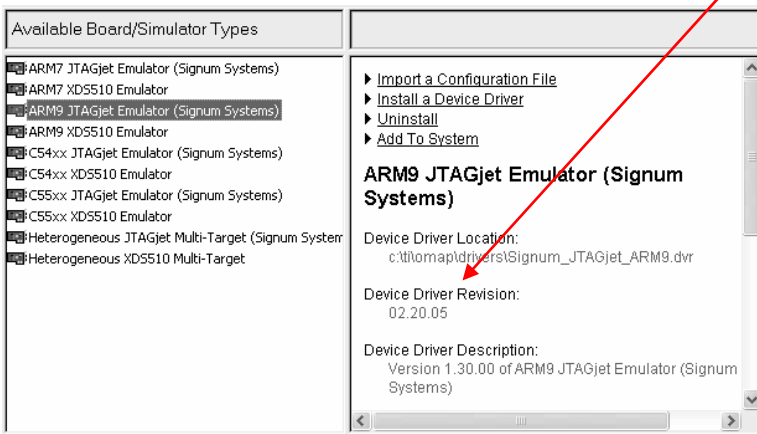 Available Board/Simulator Types
ARM7 JTAGjet Emulator (Signum Systems)
ARM7 XDS510 Emulator
ARM9 JTAGjet Emulator (Signum Systems)
ARM9 XDS510 Emulator
C54xx JTAGjet Emulator (Signum Systems)
C54xx XDS510 Emulator
C55xx JTAGjet Emulator (Signum Systems)
C55xx XDS510 Emulator
Heterogeneous JTAGjet Multi-Target (Signum System
Heterogeneous XDS510 Multi-Target
Import a Configuration File
Install a Device Driver
Uninstall
Add To System
ARM9 JTAGjet Emulator (Signum
Systems)
Device Driver Location:
c:\ti\omap\drivers\Signum_JTAGjet_ARM9.dvr
Device Driver Revision:
02.20.05
Device Driver Description:
Version 1.30.00 of ARM9 JTAGjet Emulator (Signum
Systems)